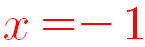 x = − 1